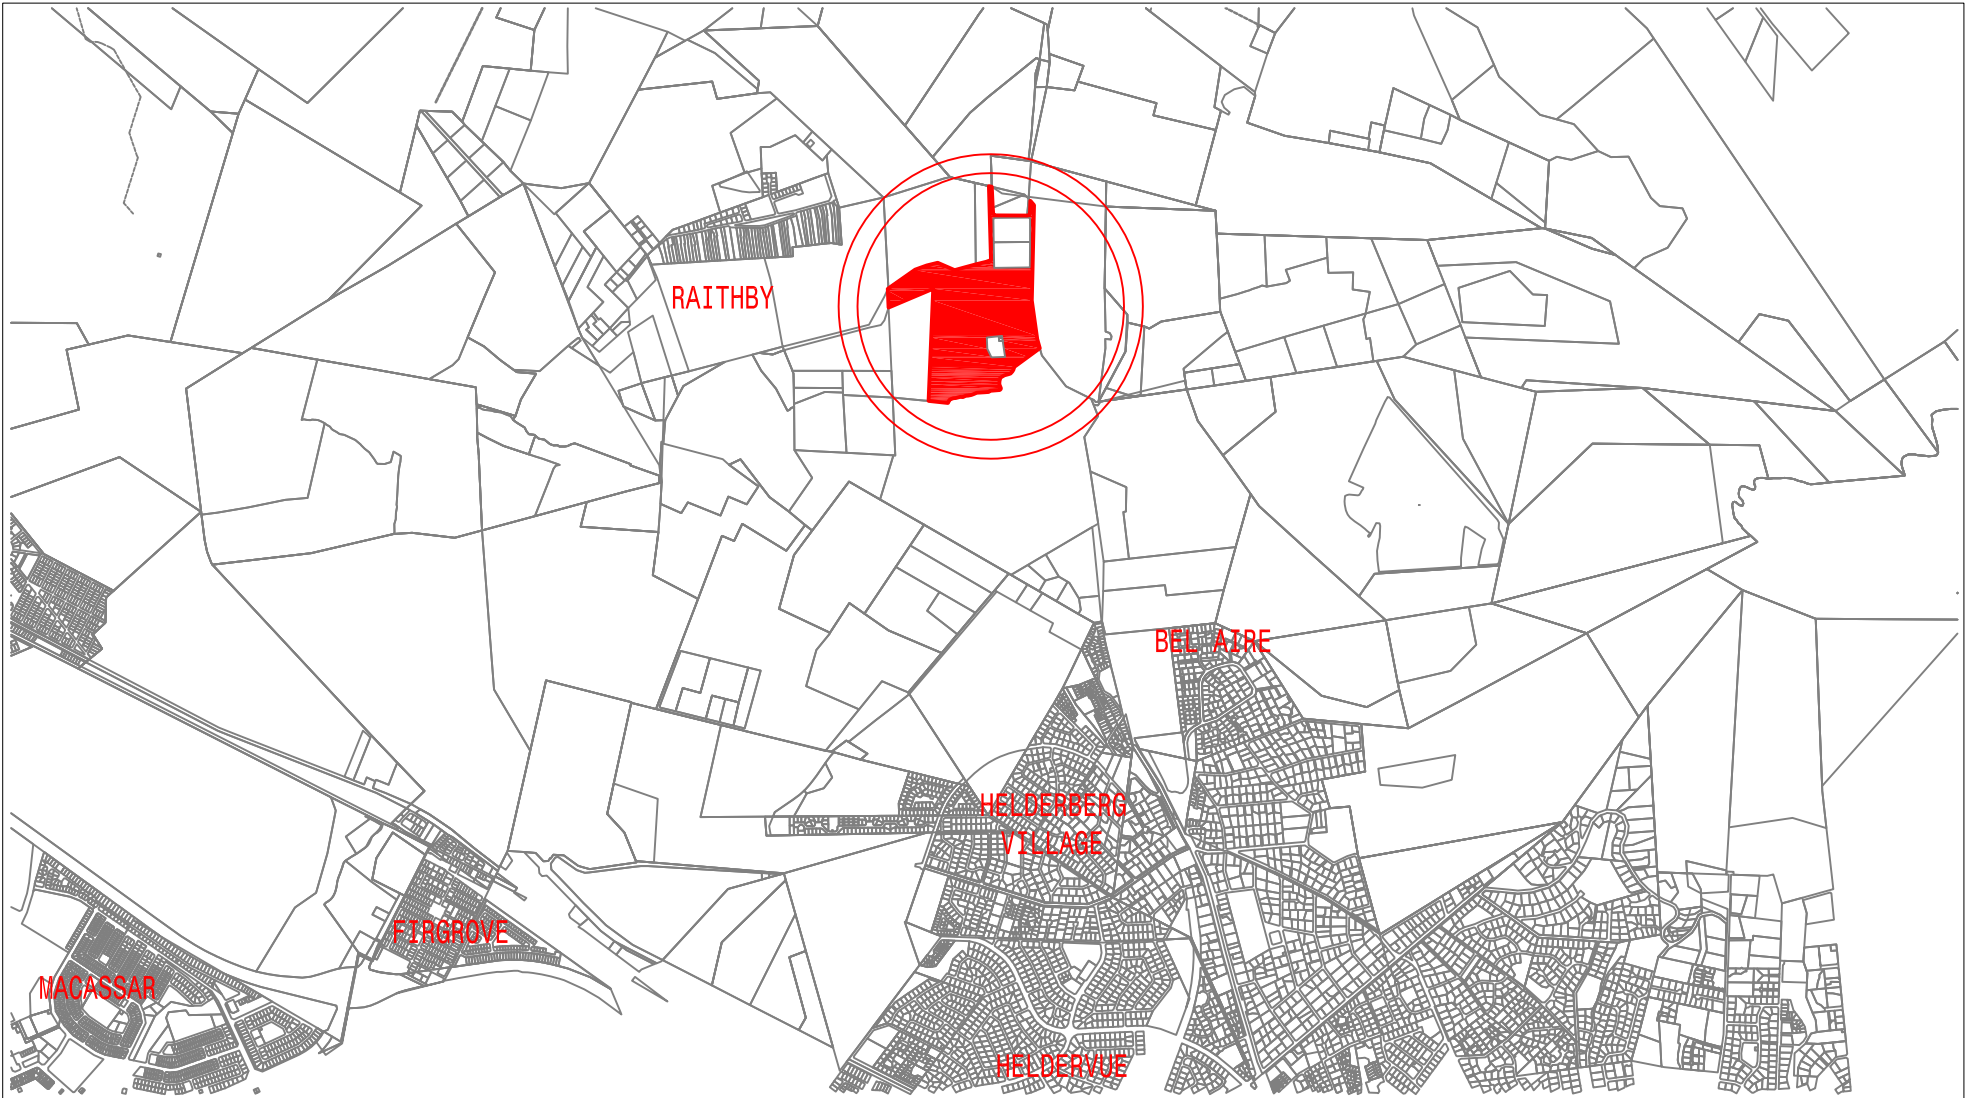 RAITHBY
BEL AIRE
HELDERBERG
VILLAGE
FIRGROVE
MACASSAR
HELDERVUE